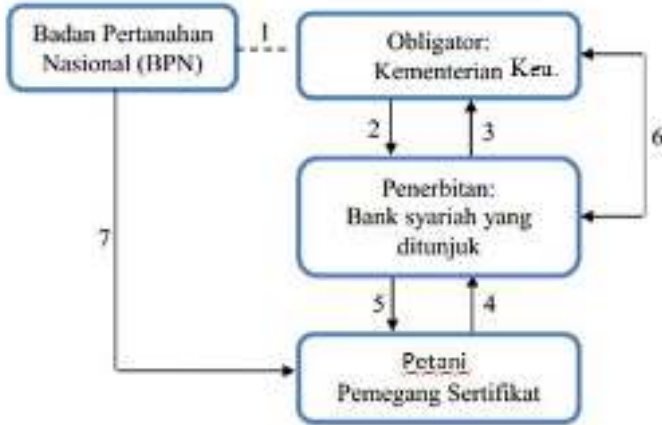 Badan Pertanahan
Nasional (BPN)
1
Obligator:
Kementerian Keu.
2
3
6
Penerbitan:
Bank syariah yang
ditunjuk
7
5
4
Petani
Pemegang Sertifikat